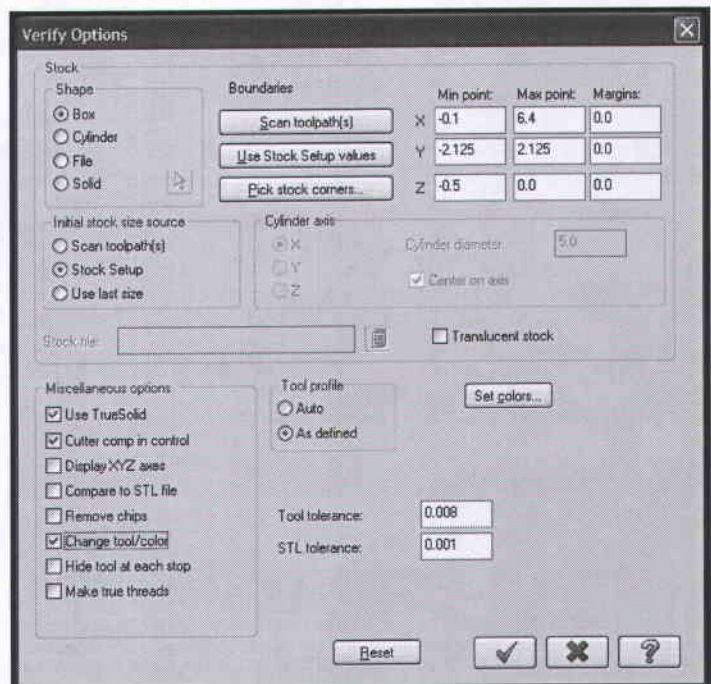 Verify Options
Stock
Shape
Box
Cylinder
File
Solid
Boundaries
Scan toolpath(s)
Use Stock Setup values
Pick stock corners...
Min point: Max point: Margins:
X -0.1 6.4 0.0
Y -2.125 2.125 0.0
Z -0.5 0.0 0.0
Initial stock size source
Scan toolpath(s)
Stock Setup
Use last size
Cylinder axis
X
Y
Z
Cylinder diameter: 5.0
Center on axis
Stock file:
Translucent stock
Miscellaneous options
Use TrueSolid
Cutter comp in control
Display XYZ axes
Compare to STL file
Remove chips
Change tool/color
Hide tool at each stop
Make true threads
Tool profile
Auto
As defined
Set colors...
Tool tolerance: 0.008
STL tolerance: 0.001
Reset
?